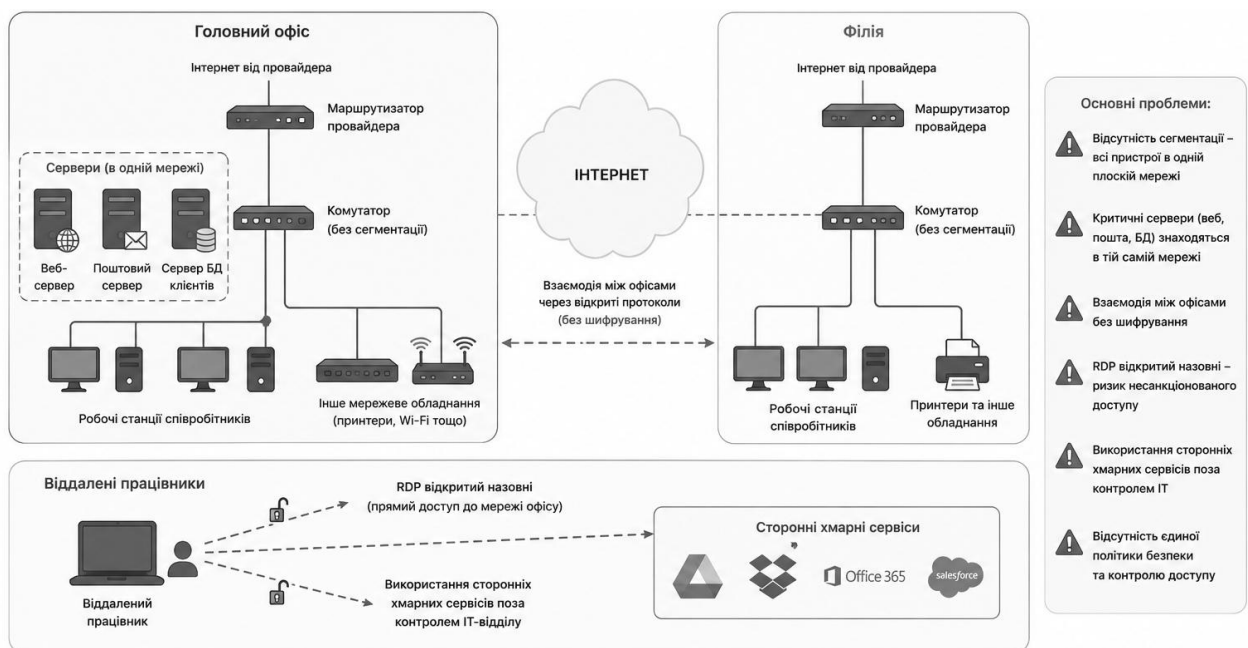 Головний офіс
Інтернет від провайдера
Маршрутизатор
провайдера
Сервери (в одній мережі)
Веб-
сервер
Поштовий
сервер
Сервер БД
клієнтів
Комутатор
(без сегментації)
Робочі станції співробітників
Інше мережеве обладнання
(принтери, Wi-Fi тощо)
ІНТЕРНЕТ
Взаємодія між офісами
через відкриті протоколи
(без шифрування)
Філія
Інтернет від провайдера
Маршрутизатор
провайдера
Комутатор
(без сегментації)
Робочі станції
співробітників
Принтери та інше
обладнання
Основні проблеми:
Відсутність сегментації –
всі пристрої в одній
плоскій мережі
Критичні сервери (веб,
пошта, БД) знаходяться
в тій самій мережі
Взаємодія між офісами
без шифрування
RDP відкритий назовні –
ризик несанкціонованого
доступу
Використання сторонніх
хмарних сервісів поза
контролем ІТ
Відсутність єдиної
політики безпеки
та контролю доступу
Віддалені працівники
Віддалений
працівник
RDP відкритий назовні
(прямий доступ до мережі офісу)
Використання сторонніх
хмарних сервісів поза
контролем ІТ-відділу
Сторонні хмарні сервіси
Office 365
salesforce